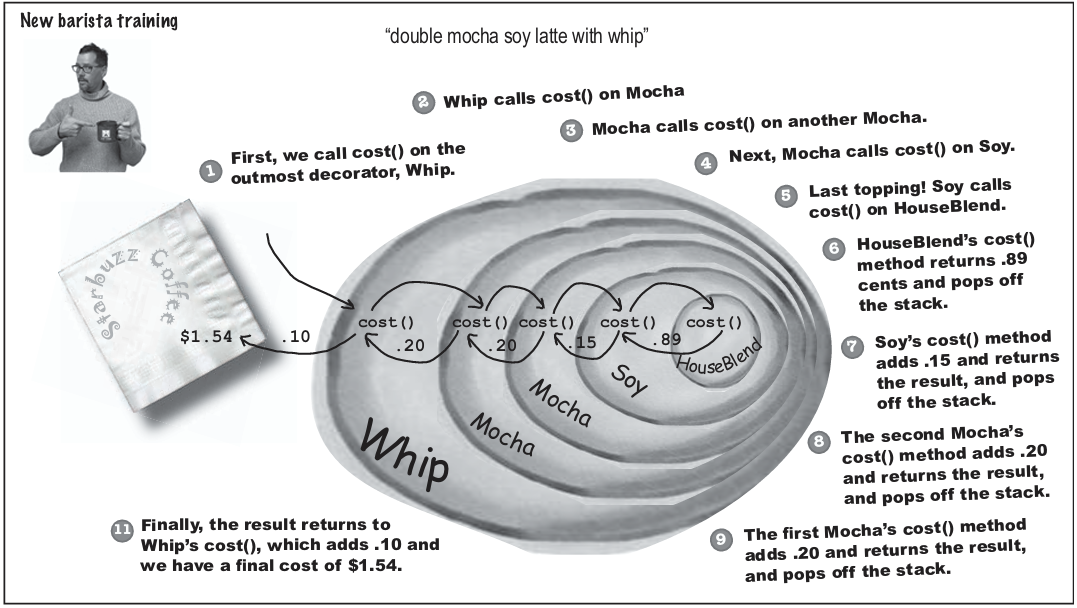 New barista training
“double mocha soy latte with whip”
2 Whip calls cost() on Mocha
3 Mocha calls cost() on another Mocha.
1 First, we call cost() on the
outmost decorator, Whip.
4 Next, Mocha calls cost() on Soy.
5 Last topping! Soy calls
cost() on HouseBlend.
6 HouseBlend’s cost()
method returns .89
cents and pops off
the stack.
Starbuzz Coffee
$1.54 .10
cost() cost() cost() cost() cost()
.20 .20 .15 .89
Whip
Mocha
Mocha
Soy
HouseBlend
7 Soy’s cost() method
adds .15 and returns
the result, and pops
off the stack.
8 The second Mocha’s
cost() method adds .20
and returns the result,
and pops off the stack.
9 The first Mocha’s cost() method
adds .20 and returns the result,
and pops off the stack.
11 Finally, the result returns to
Whip’s cost(), which adds .10 and
we have a final cost of $1.54.